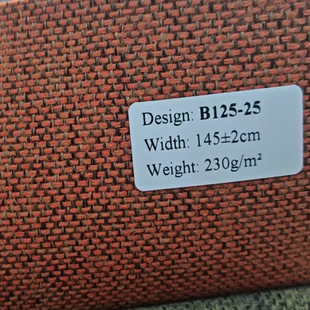 Design: B125-25
Width: 145±2cm
Weight: 230g/m²